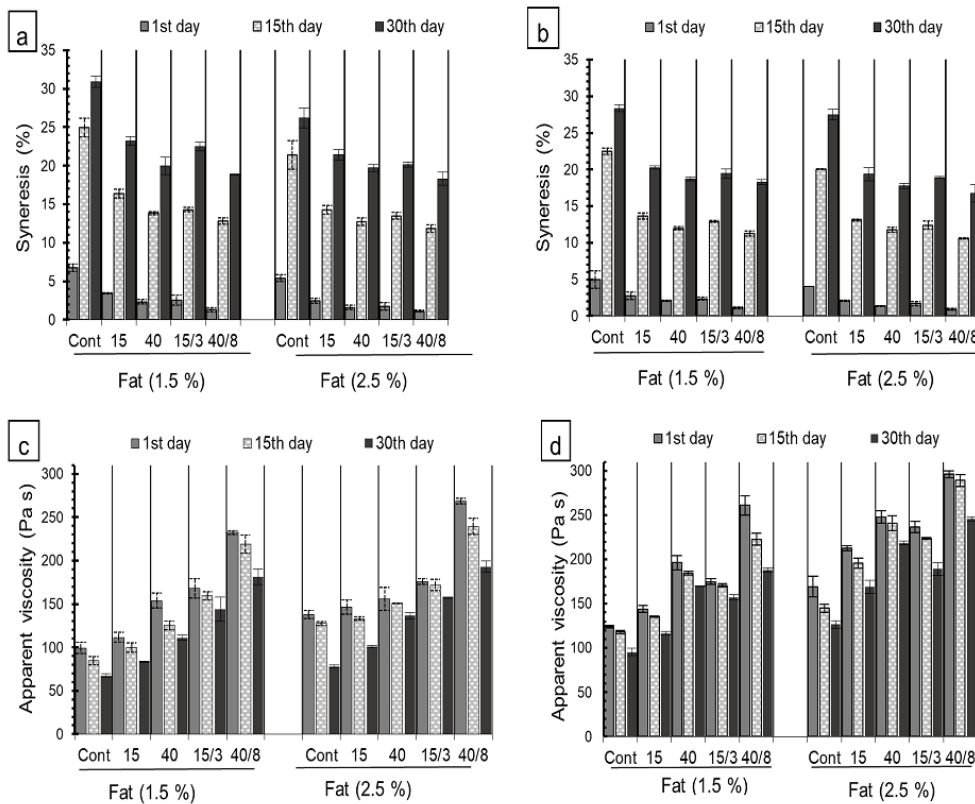 a
1st day 15th day 30th day
Syneresis (%)
35
30
25
20
15
10
5
0
Cont 15 40 15/3 40/8 Cont 15 40 15/3 40/8
Fat (1.5 %) Fat (2.5 %)
b
1st day 15th day 30th day
Syneresis (%)
35
30
25
20
15
10
5
0
Cont 15 40 15/3 40/8 Cont 15 40 15/3 40/8
Fat (1.5 %) Fat (2.5 %)
c
1st day 15th day 30th day
Apparent viscosity (Pa s)
300
250
200
150
100
50
0
Cont 15 40 15/3 40/8 Cont 15 40 15/3 40/8
Fat (1.5 %) Fat (2.5 %)
d
1st day 15th day 30th day
Apparent viscosity (Pa s)
300
250
200
150
100
50
0
Cont 15 40 15/3 40/8 Cont 15 40 15/3 40/8
Fat (1.5 %) Fat (2.5 %)